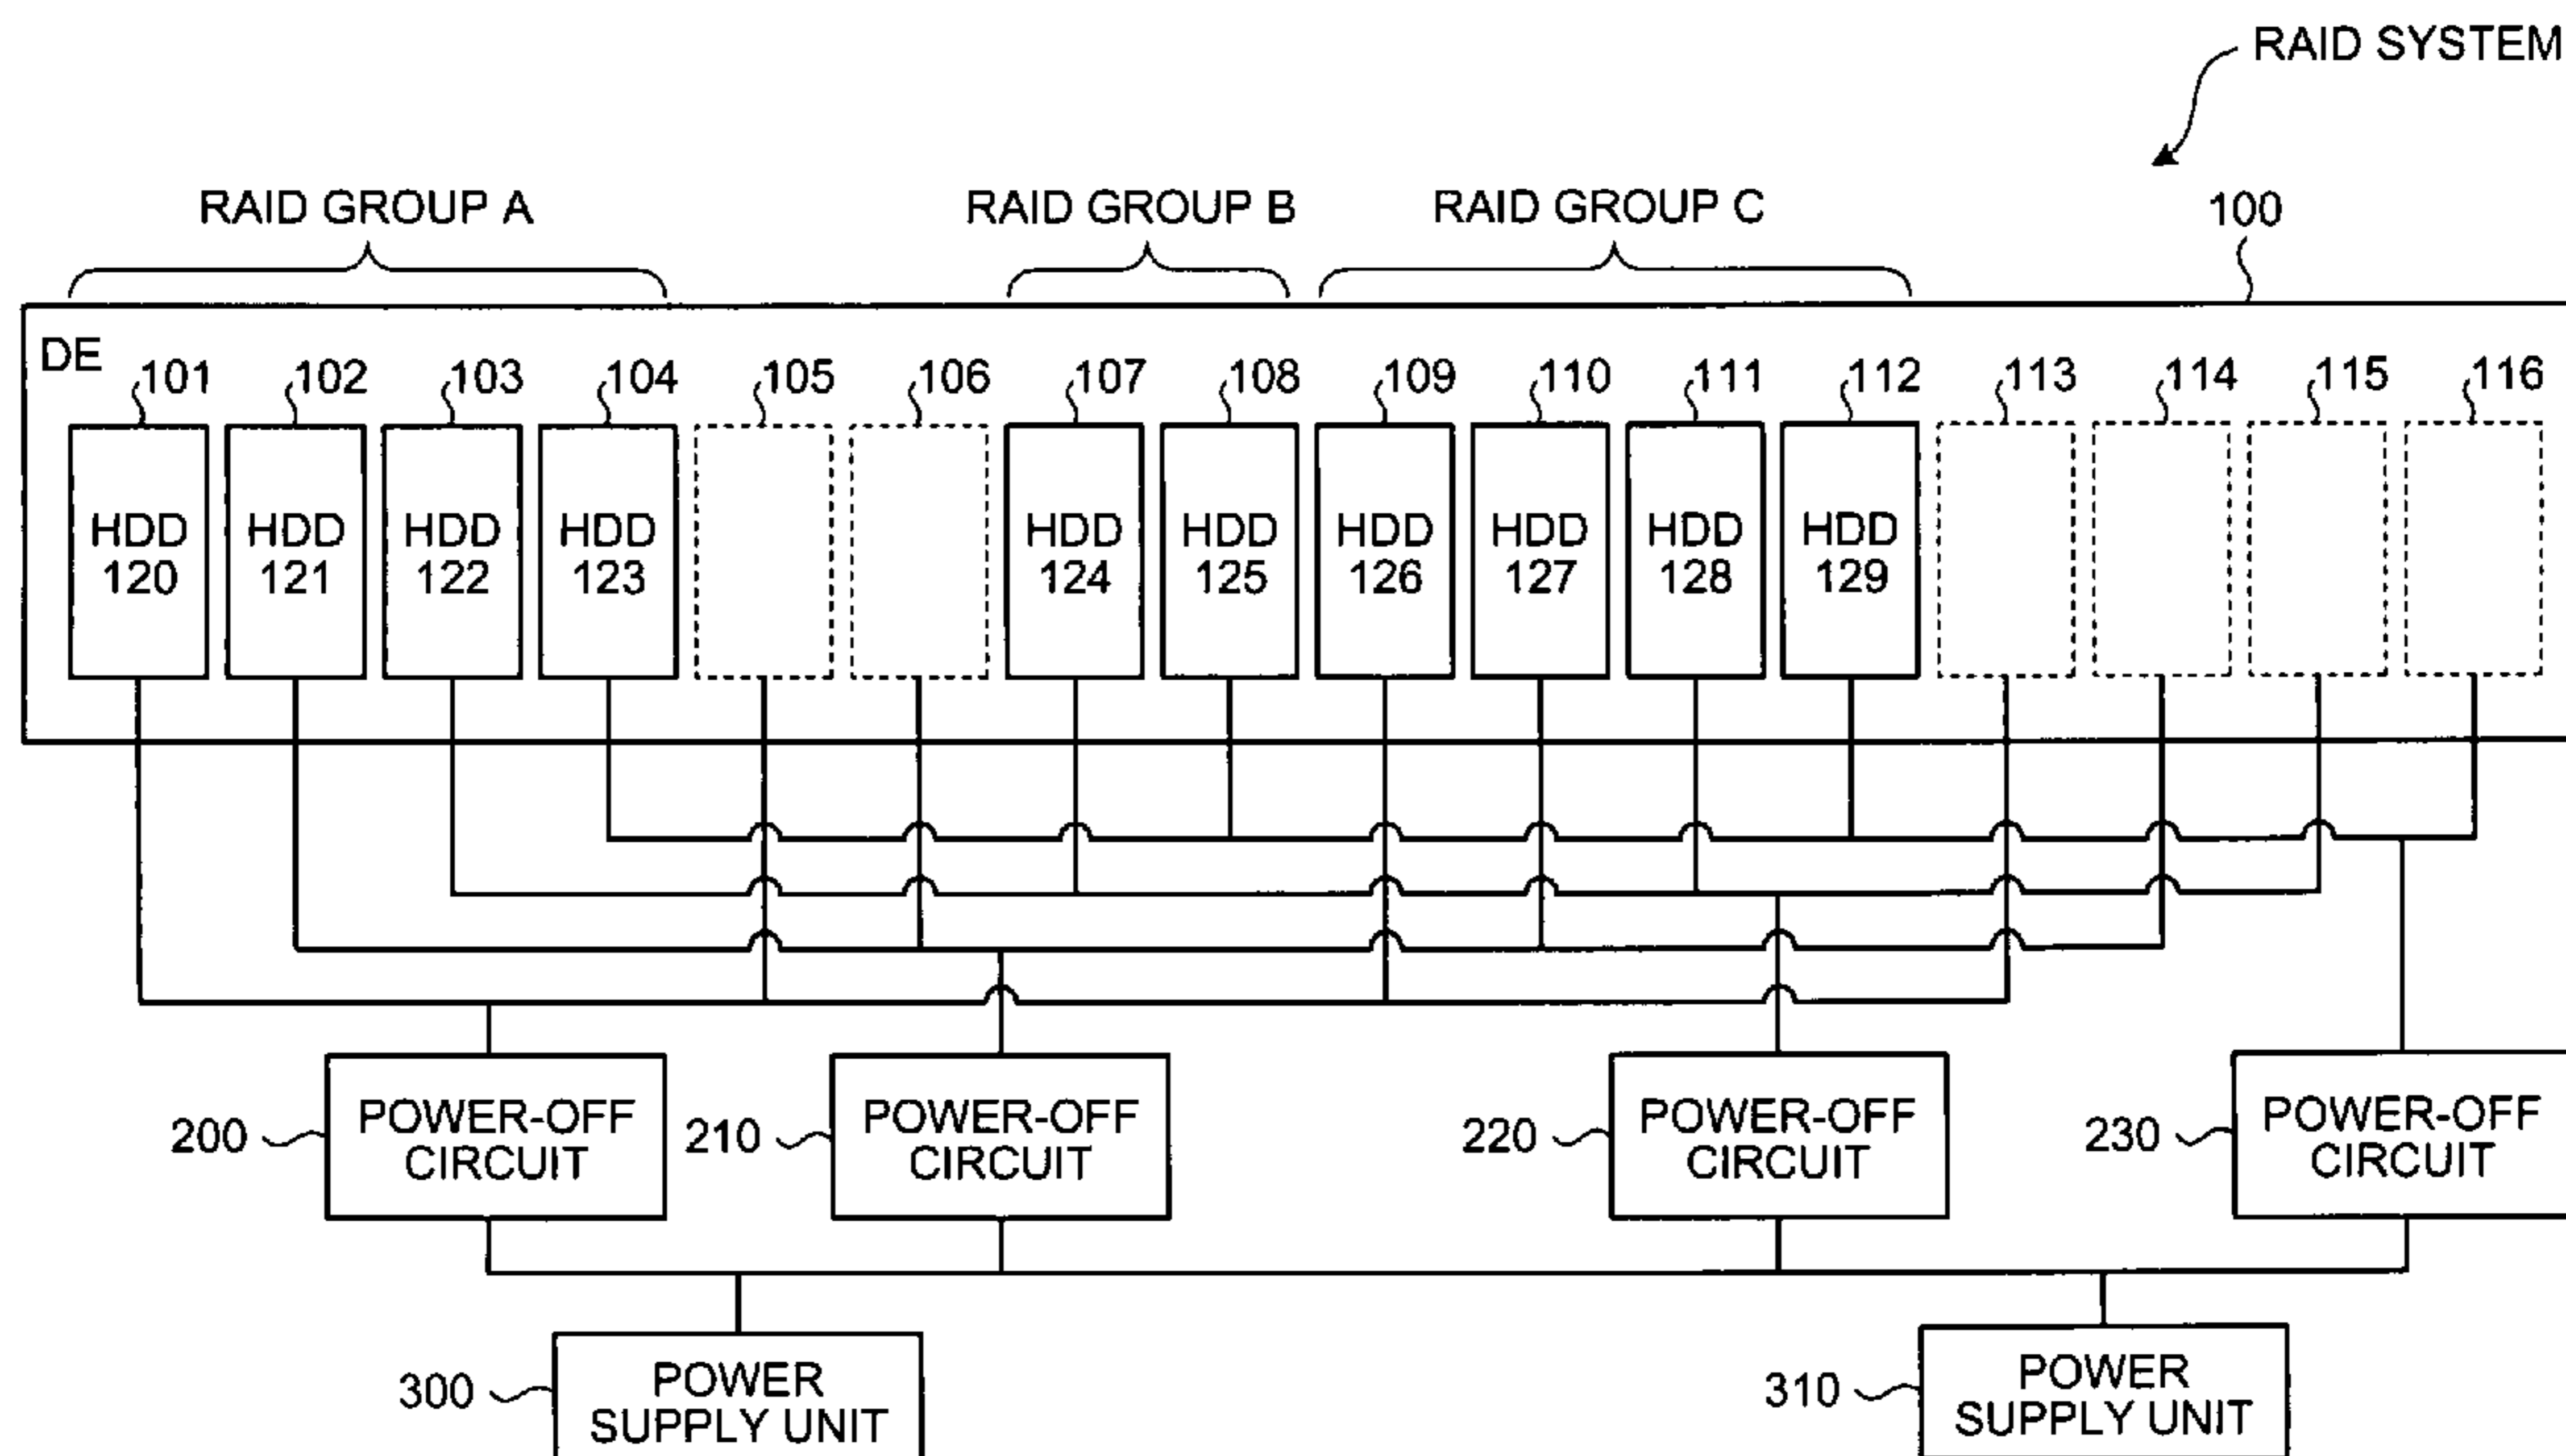 RAID SYSTEM
RAID GROUP A RAID GROUP B RAID GROUP C 100
DE
101 102 103 104 105 106 107 108 109 110 111 112 113 114 115 116
HDD 120
HDD 121
HDD 122
HDD 123
HDD 124
HDD 125
HDD 126
HDD 127
HDD 128
HDD 129
200
POWER-OFF
CIRCUIT
210
POWER-OFF
CIRCUIT
220
POWER-OFF
CIRCUIT
230
POWER-OFF
CIRCUIT
300
POWER
SUPPLY UNIT
310
POWER
SUPPLY UNIT